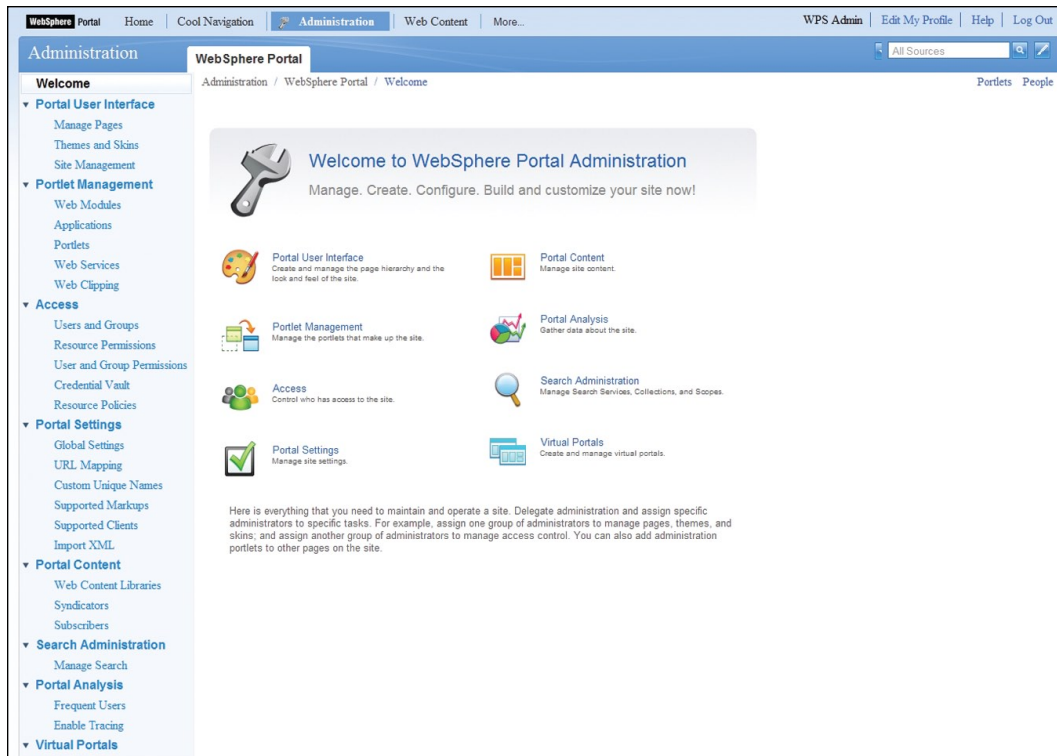 WebSphere Portal Home Cool Navigation Administration Web Content More... WPS Admin Edit My Profile Help Log Out
Administration WebSphere Portal All Sources
Administration / WebSphere Portal / Welcome Portlets People
Welcome
Portal User Interface
Manage Pages
Themes and Skins
Site Management
Portlet Management
Web Modules
Applications
Portlets
Web Services
Web Clipping
Access
Users and Groups
Resource Permissions
User and Group Permissions
Credential Vault
Resource Policies
Portal Settings
Global Settings
URL Mapping
Custom Unique Names
Supported Markups
Supported Clients
Import XML
Portal Content
Web Content Libraries
Syndicators
Subscribers
Search Administration
Manage Search
Portal Analysis
Frequent Users
Enable Tracing
Virtual Portals
Welcome to WebSphere Portal Administration
Manage. Create. Configure. Build and customize your site now!
Portal User Interface
Create and manage the page hierarchy and the
look and feel of the site.
Portal Content
Manage site content.
Portlet Management
Manage the portlets that make up the site.
Portal Analysis
Gather data about the site.
Access
Control who has access to the site.
Search Administration
Manage Search Services, Collections, and Scopes.
Portal Settings
Manage site settings.
Virtual Portals
Create and manage virtual portals.
Here is everything that you need to maintain and operate a site. Delegate administration and assign specific
administrators to specific tasks. For example, assign one group of administrators to manage pages, themes, and
skins; and assign another group of administrators to manage access control. You can also add administration
portlets to other pages on the site.